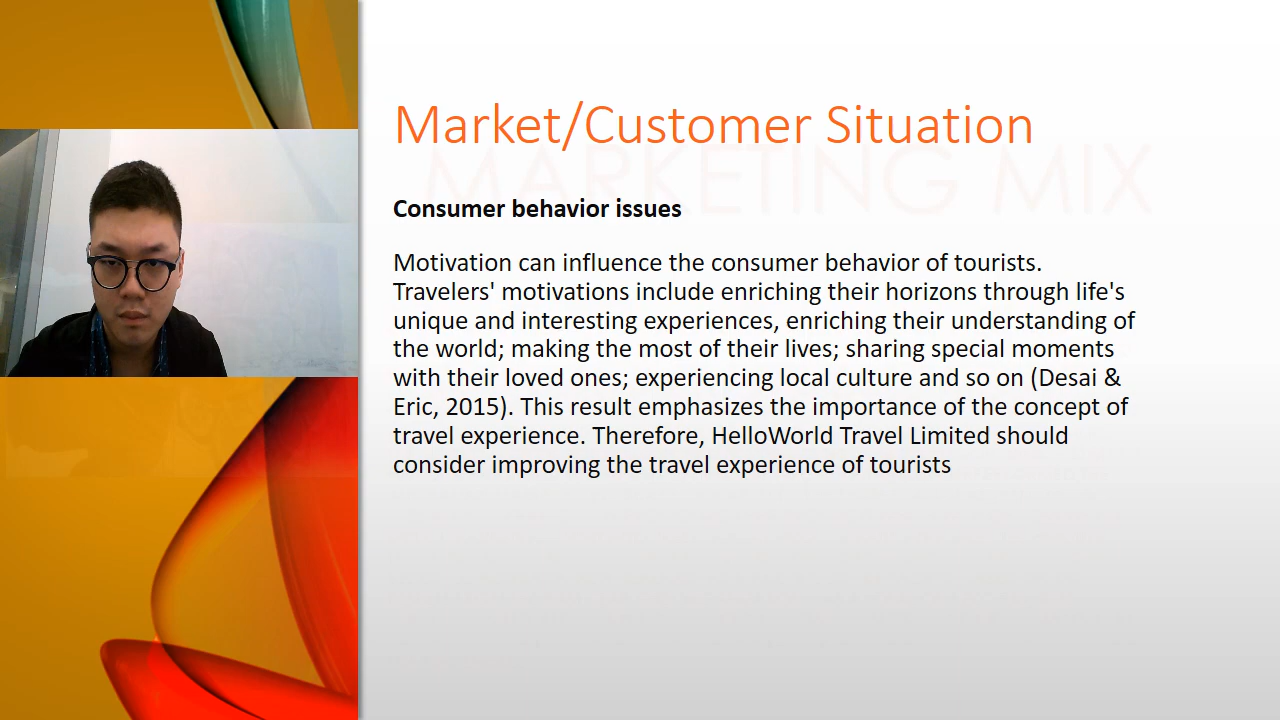 Market/Customer Situation
MARKETING MIX
Consumer behavior issues
Motivation can influence the consumer behavior of tourists.
Travelers' motivations include enriching their horizons through life's
unique and interesting experiences, enriching their understanding of
the world; making the most of their lives; sharing special moments
with their loved ones; experiencing local culture and so on (Desai &
Eric, 2015). This result emphasizes the importance of the concept of
travel experience. Therefore, HelloWorld Travel Limited should
consider improving the travel experience of tourists